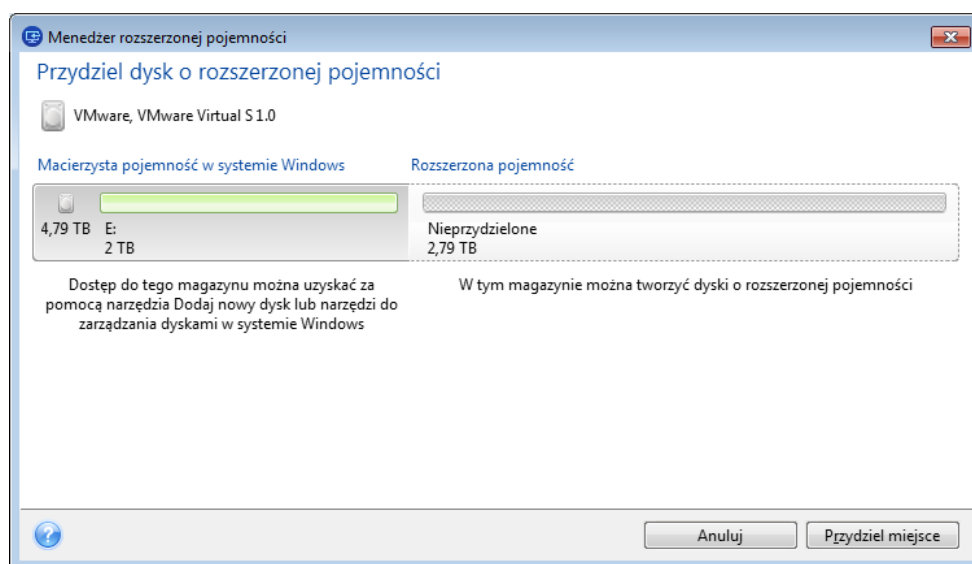 Menedżer rozszerzonej pojemności
Przydziel dysk o rozszerzonej pojemności
VMware, VMware Virtual S 1.0
Macierzysta pojemność w systemie Windows
Rozszerzona pojemność
4,79 TB
E:
2 TB
Nieprzydzielone
2,79 TB
Dostęp do tego magazynu można uzyskać za
pomocą narzędzia Dodaj nowy dysk lub narzędzi do
zarządzania dyskami w systemie Windows
W tym magazynie można tworzyć dyski o rozszerzonej pojemności
?
Anuluj
Przydziel miejsce